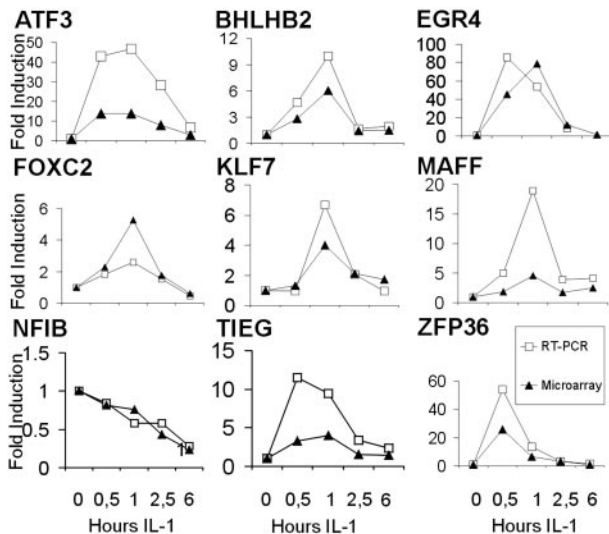 ATF3 BHLHB2 EGR4
Fold Induction
50 40 30 20 10 0
12 9 6 3 0
100 80 60 40 20 0
FOXC2 KLF7 MAFF
Fold Induction
6 4 2 0
8 6 4 2 0
20 15 10 5 0
NFIB TIEG ZFP36
Fold Induction
1.5 1 0.5 0
15 10 5 0
60 40 20 0
RT-PCR
Microarray
0 0,5 1 2,5 6
0 0,5 1 2,5 6
0 0,5 1 2,5 6
Hours IL-1 Hours IL-1 Hours IL-1